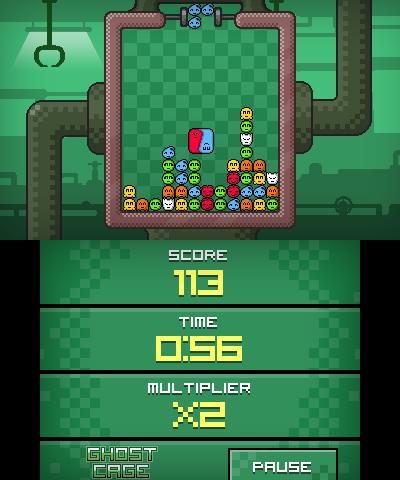 SCORE
113
TIME
0:56
MULTIPLIER
X2
GHOST
CAGE
PAUSE